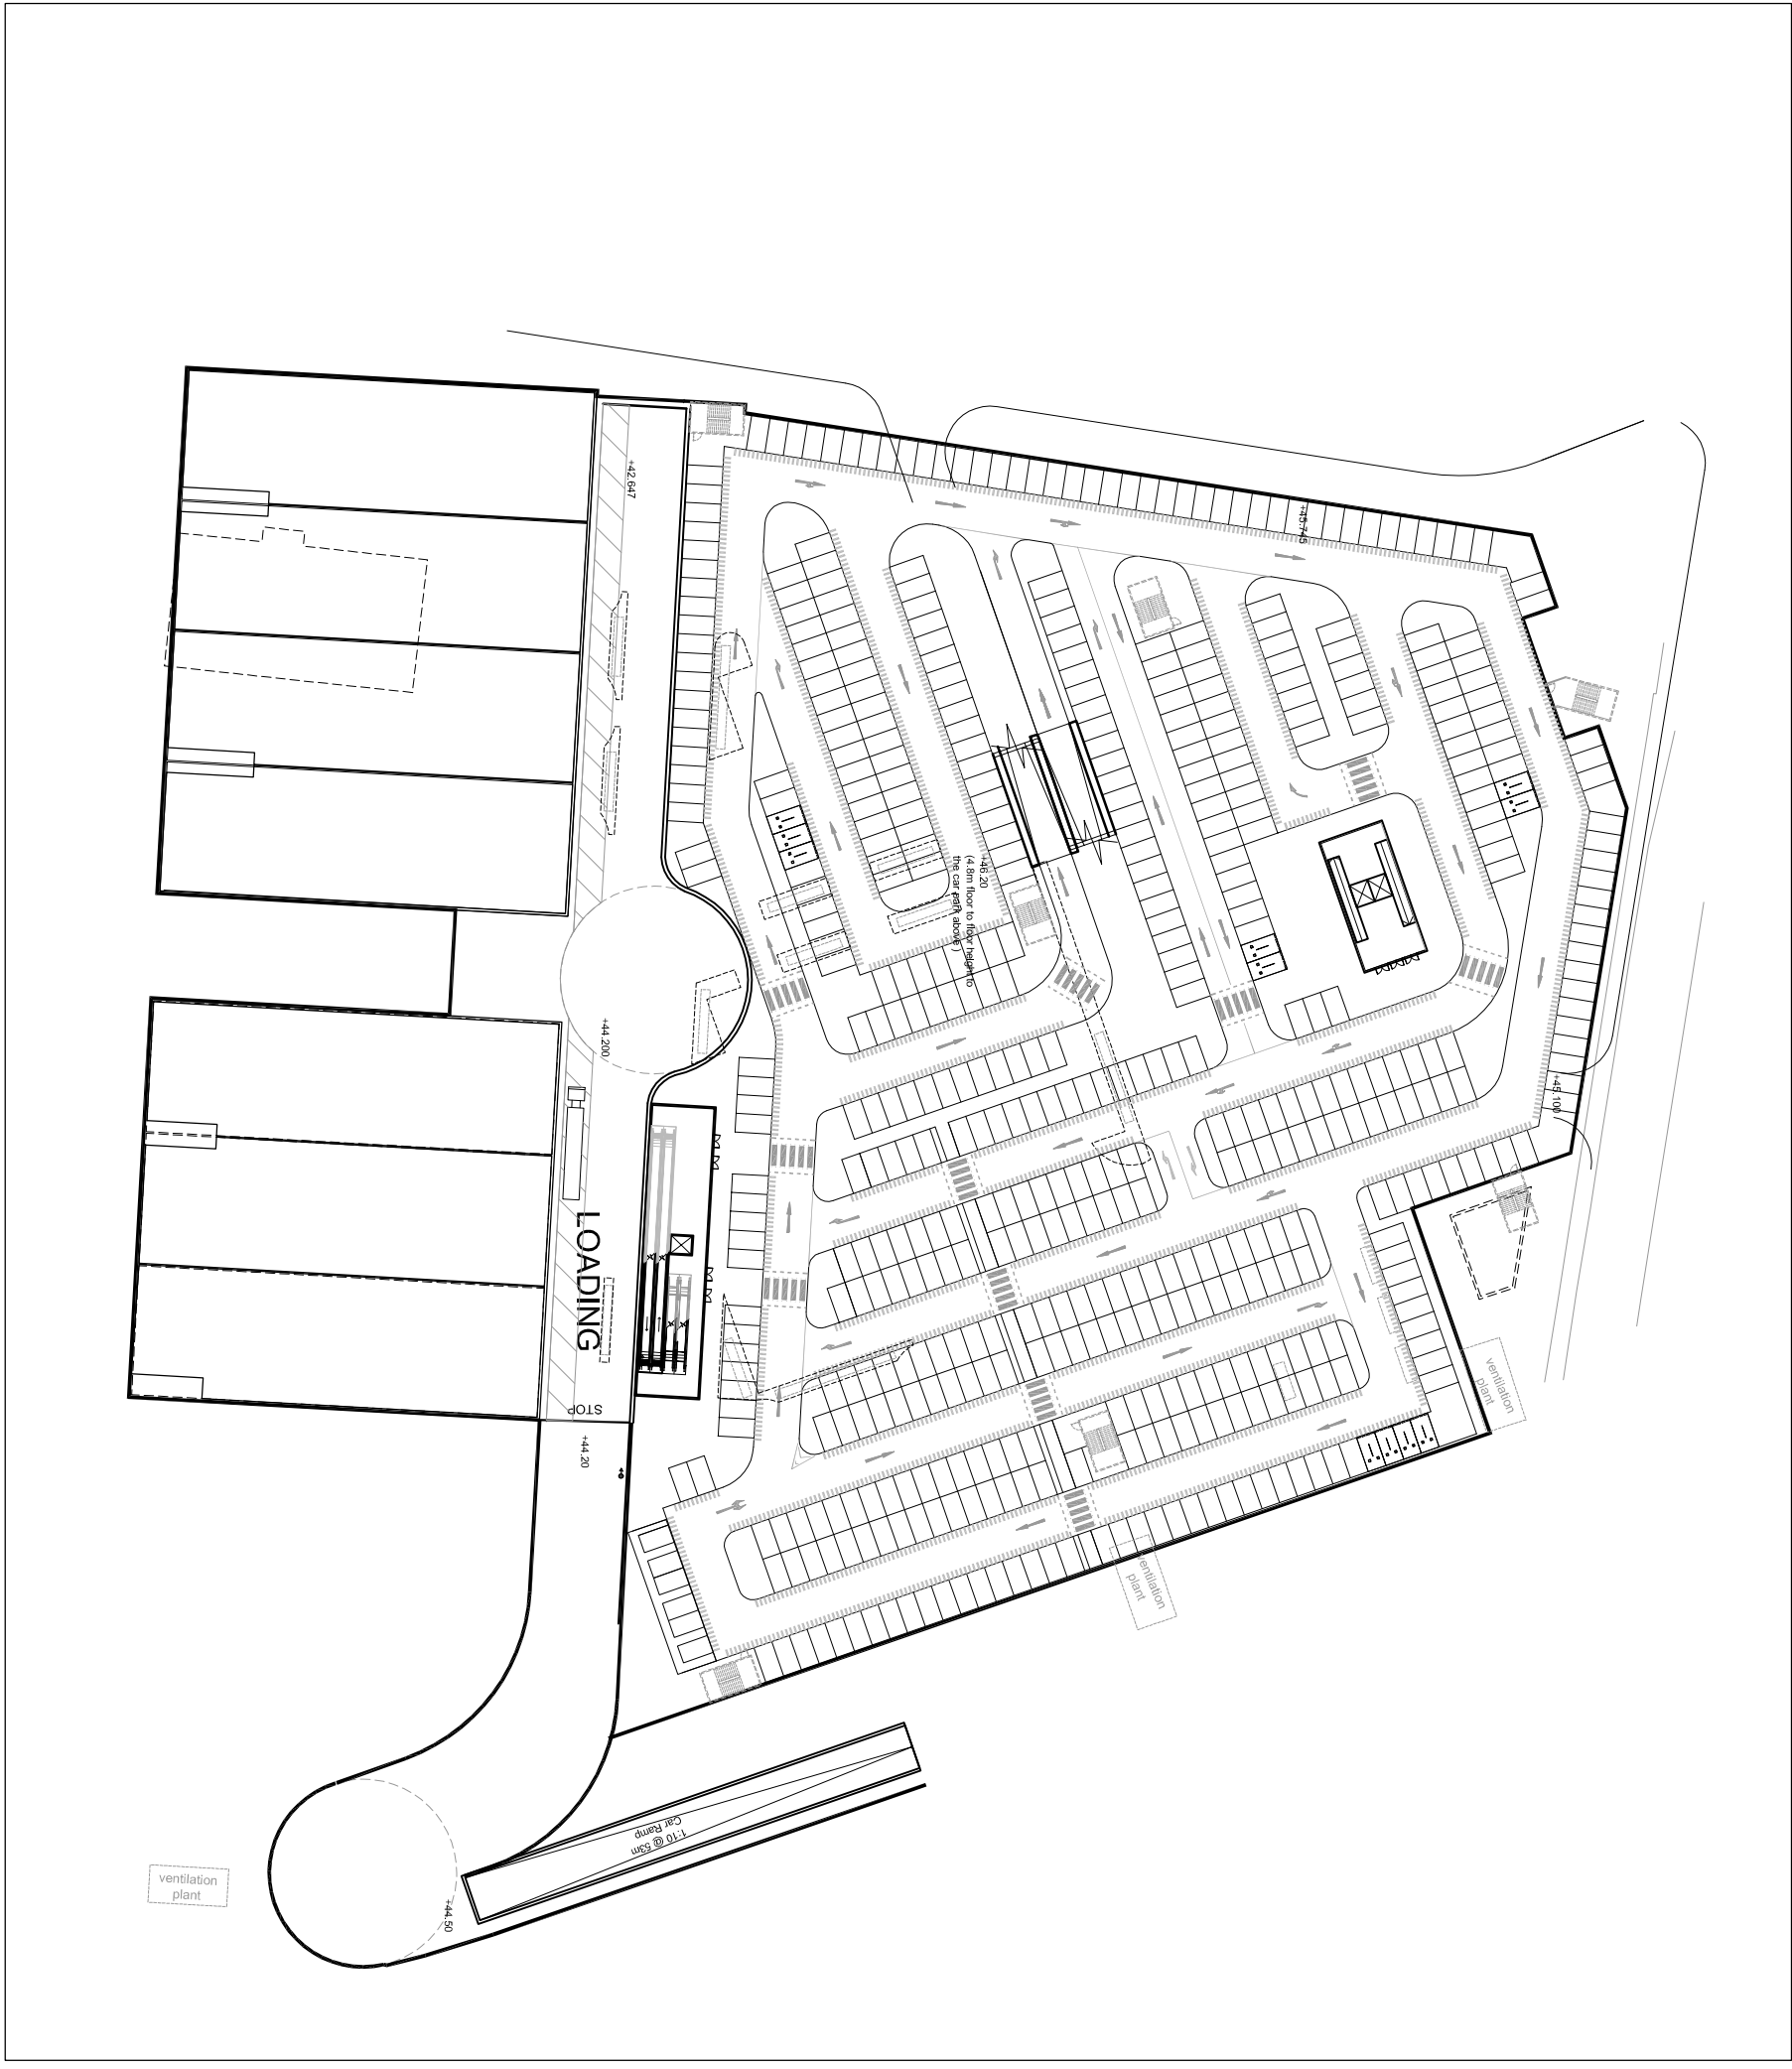 +42.647
+45.745
+46.20
(4.8m floor to floor height to
the car park above )
+44.200
+45.100
LOADING
STOP
+44.20
ventilation
plant
ventilation
plant
1:10 @ 53m
Car Ramp
ventilation
plant
+44.50